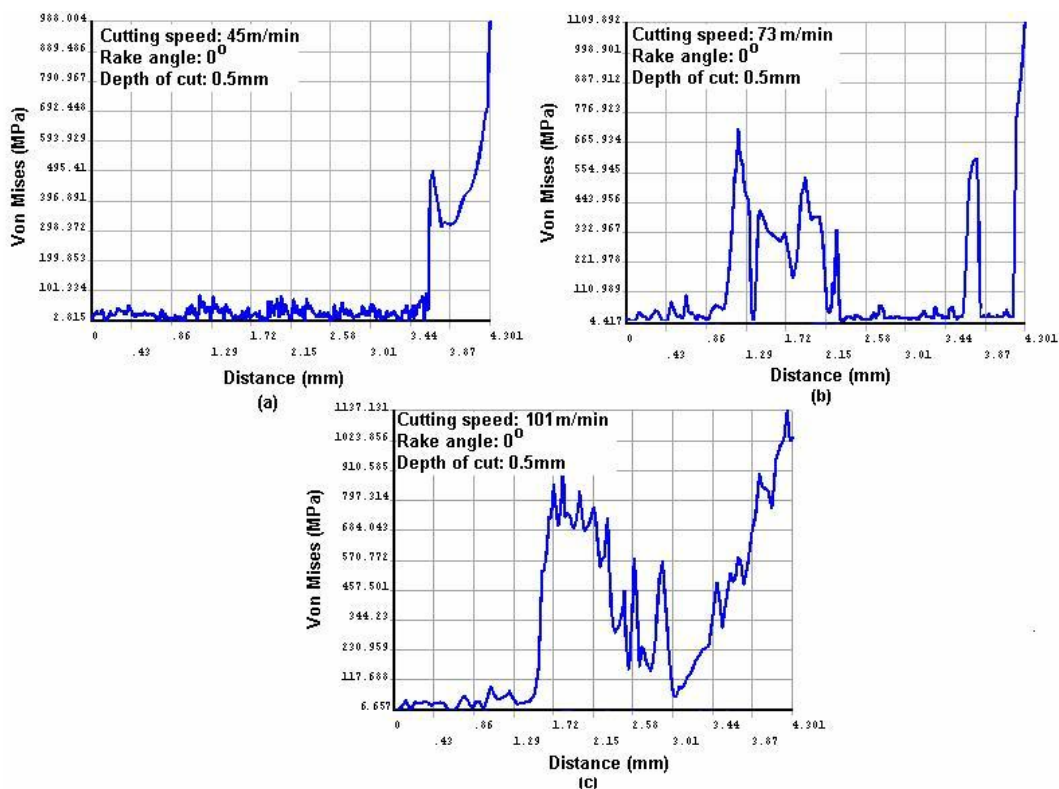 988.004
889.486
790.967
692.448
593.929
495.41
396.891
298.372
199.853
101.334
2.815
Von Mises (MPa)
Cutting speed: 45m/min
Rake angle: 0⁰
Depth of cut: 0.5mm
0 .86 1.72 2.58 3.44 4.301
.43 1.29 2.15 3.01 3.87
Distance (mm)
(a)
1109.892
998.901
887.912
776.923
665.934
554.945
443.956
332.967
221.978
110.989
4.417
Von Mises (MPa)
Cutting speed: 73m/min
Rake angle: 0⁰
Depth of cut: 0.5mm
0 .86 1.72 2.58 3.44 4.301
.43 1.29 2.15 3.01 3.87
Distance (mm)
(b)
1137.131
1023.856
910.585
797.314
684.043
570.772
457.501
344.23
230.959
117.688
6.657
Von Mises (MPa)
Cutting speed: 101m/min
Rake angle: 0⁰
Depth of cut: 0.5mm
0 .86 1.72 2.58 3.44 4.301
.43 1.29 2.15 3.01 3.87
Distance (mm)
(c)